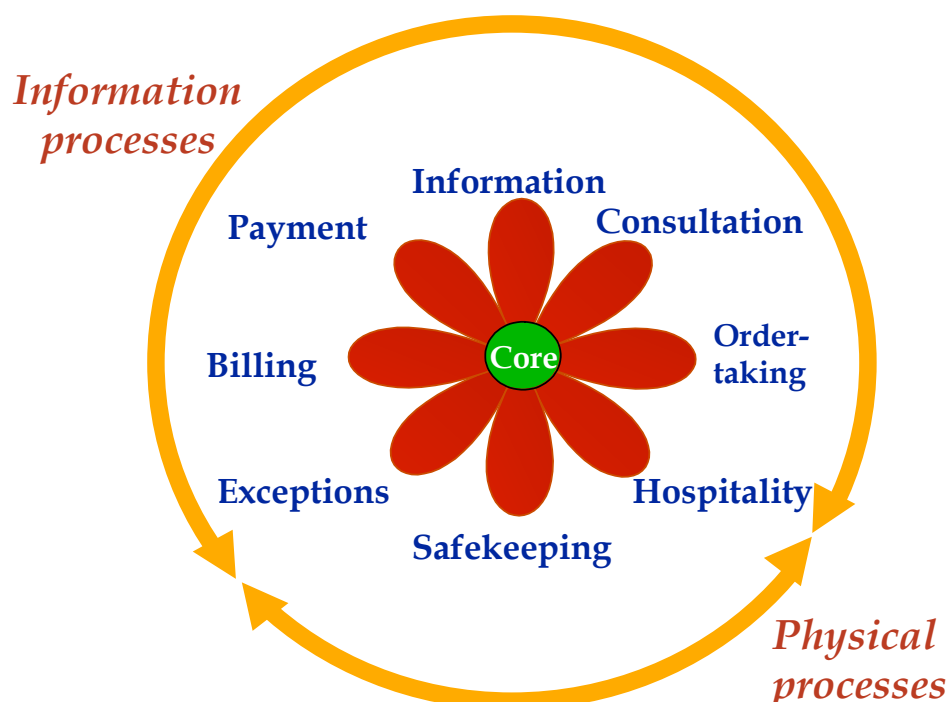 Information
processes
Information
Payment
Consultation
Billing
Core
Order-
taking
Exceptions
Hospitality
Safekeeping
Physical
processes